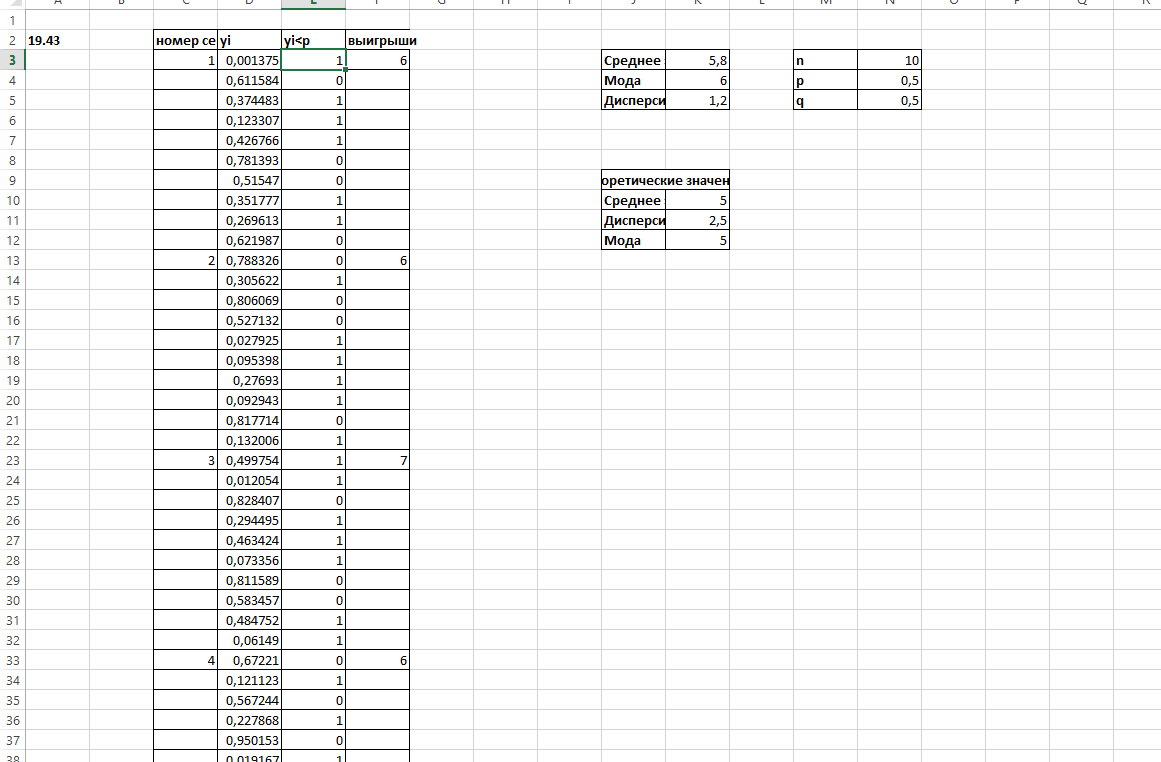 1
2 19.43 номер се yi yi<p выигрыши
3 1 0,001375 1 6 Среднее 5,8 n 10
4 0,611584 0 Мода 6 p 0,5
5 0,374483 1 Дисперси 1,2 q 0,5
6 0,123307 1
7 0,426766 1
8 0,781393 0
9 0,51547 0 оретические значен
10 0,351777 1 Среднее 5
11 0,269613 1 Дисперси 2,5
12 0,621987 0 Мода 5
13 2 0,788326 0 6
14 0,305622 1
15 0,806069 0
16 0,527132 0
17 0,027925 1
18 0,095398 1
19 0,27693 1
20 0,092943 1
21 0,817714 0
22 0,132006 1
23 3 0,499754 1 7
24 0,012054 1
25 0,828407 0
26 0,294495 1
27 0,463424 1
28 0,073356 1
29 0,811589 0
30 0,583457 0
31 0,484752 1
32 0,06149 1
33 4 0,67221 0 6
34 0,121123 1
35 0,567244 0
36 0,227868 1
37 0,950153 0
38 0,019167 1